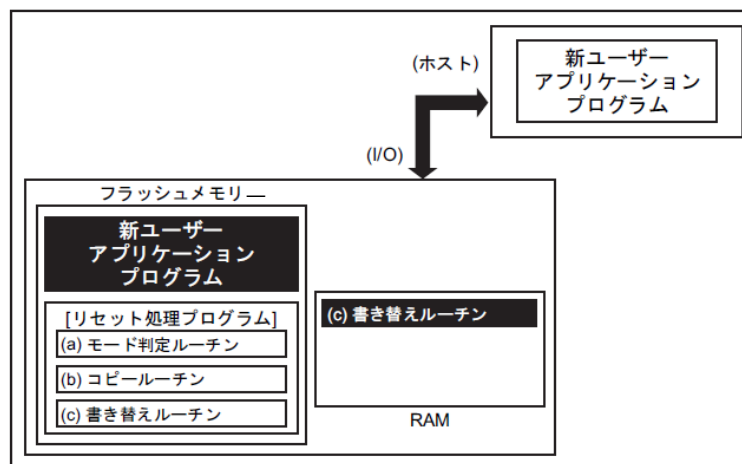 (ホスト)
新ユーザー
アプリケーション
プログラム
(I/O)
フラッシュメモリ
新ユーザー
アプリケーション
プログラム
[リセット処理プログラム]
(a) モード判定ルーチン
(b) コピールーチン
(c) 書き替えルーチン
(c) 書き替えルーチン
RAM